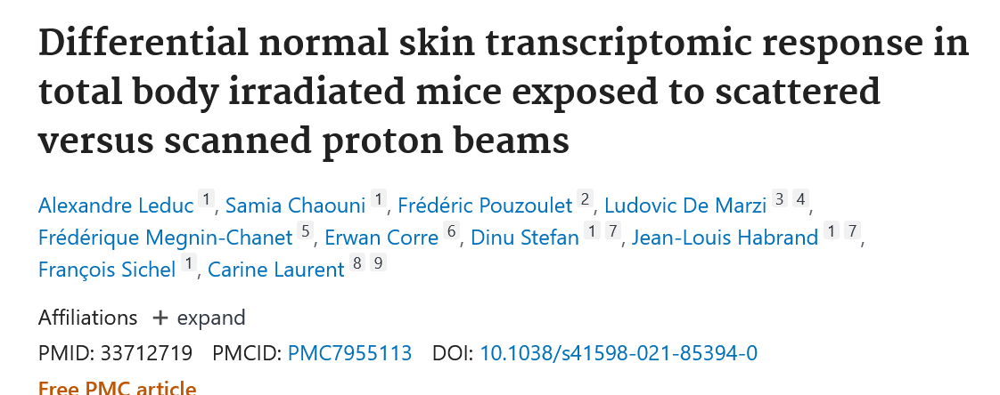 Differential normal skin transcriptomic response in
total body irradiated mice exposed to scattered
versus scanned proton beams
Alexandre Leduc 1, Samia Chaouni 1, Frédéric Pouzoulet 2, Ludovic De Marzi 3 4,
Frédérique Megnin-Chanet 5, Erwan Corre 6, Dinu Stefan 1 7, Jean-Louis Habrand 1 7,
François Sichel 1, Carine Laurent 8 9
Affiliations + expand
PMID: 33712719 PMCID: PMC7955113 DOI: 10.1038/s41598-021-85394-0
Free PMC article